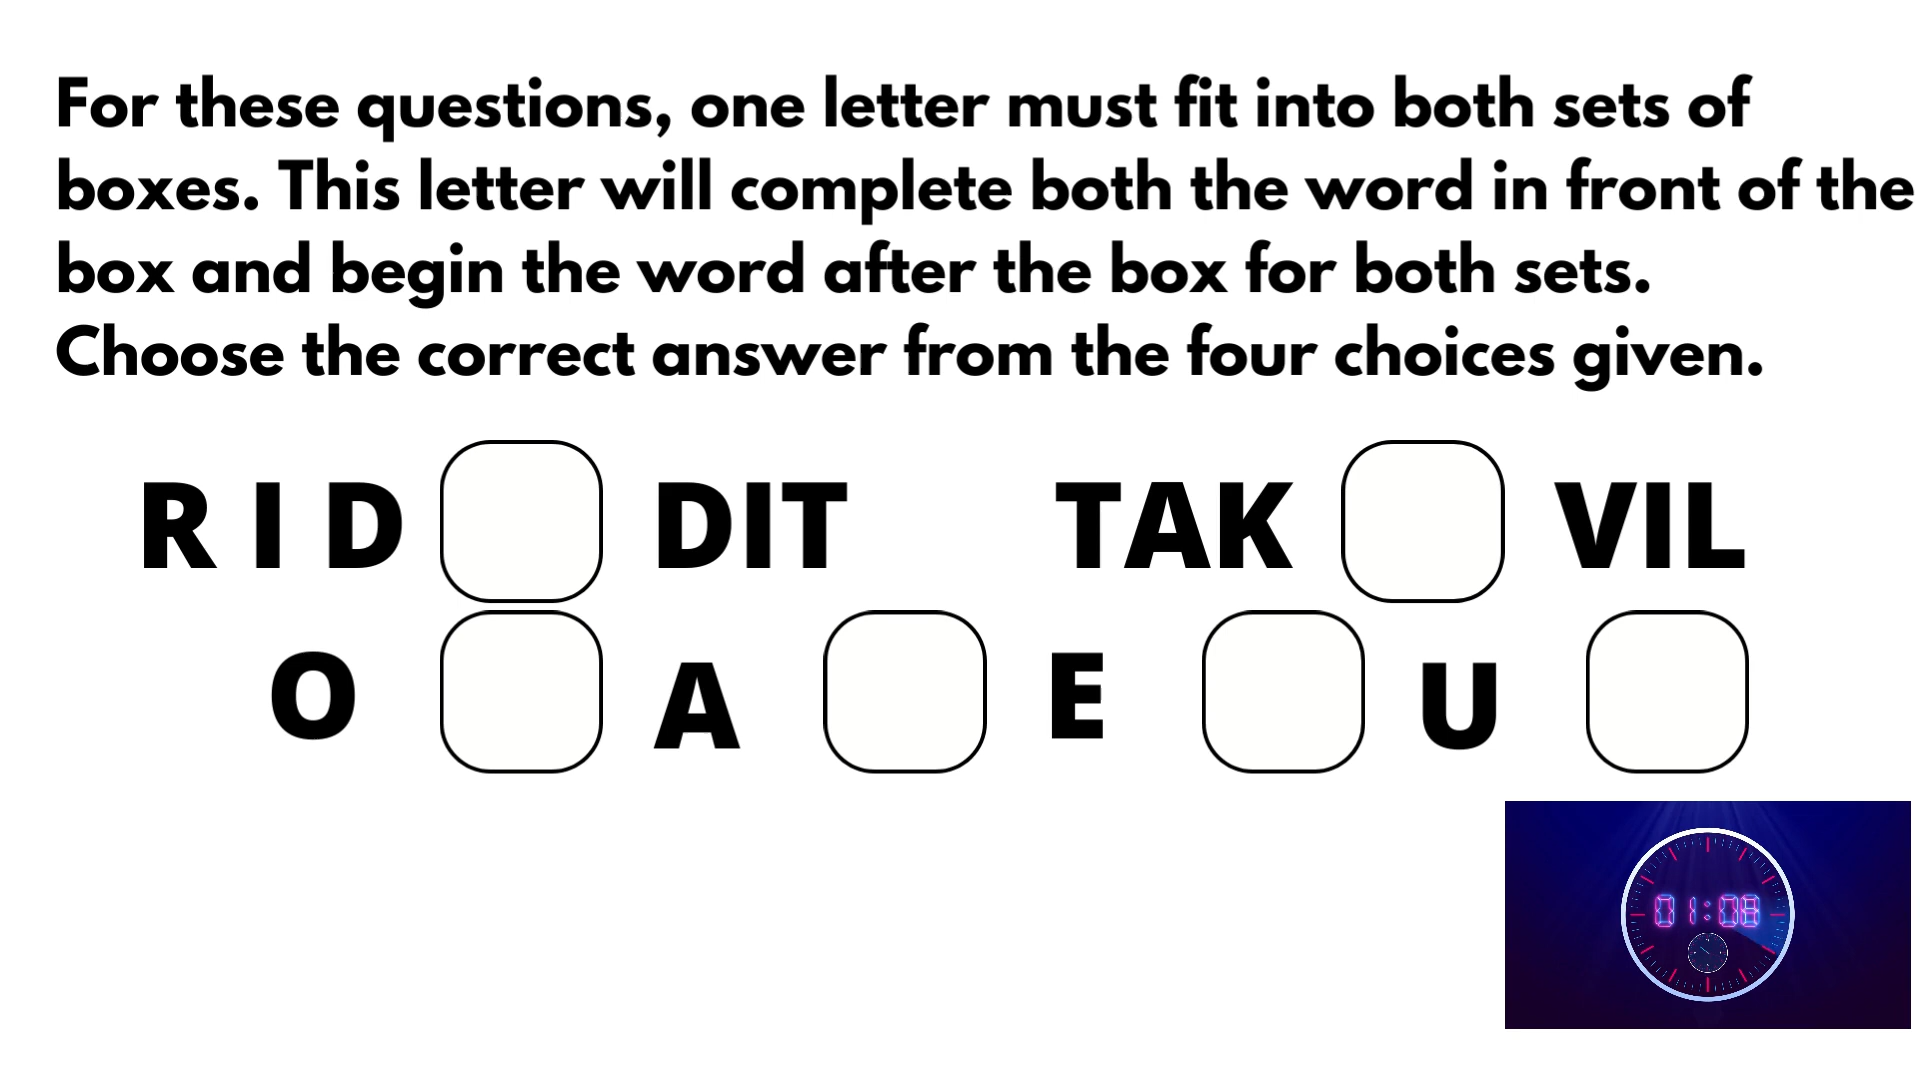 For these questions, one letter must fit into both sets of
boxes. This letter will complete both the word in front of the
box and begin the word after the box for both sets.
Choose the correct answer from the four choices given.
R I D DIT TAK VIL
O A E U
01:08